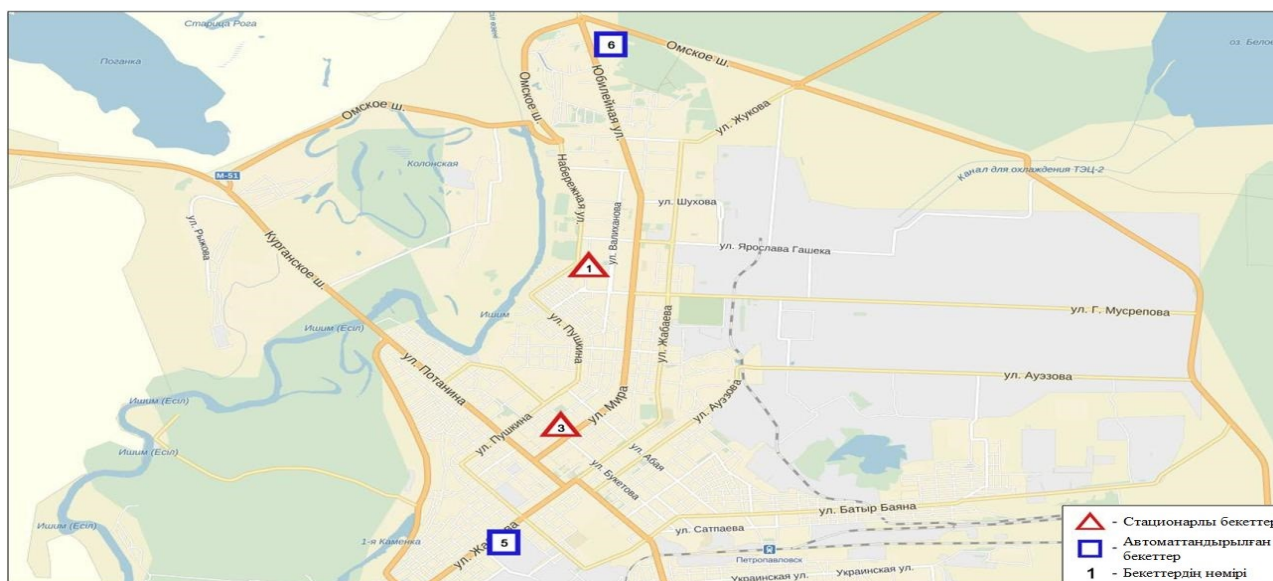 Старица Рога
Поганка
6
Омское ш.
оз. Белое
Омское ш.
Юбилейная ул.
Омское ш.
ул. Жукова
Колонская
М-51
Набережная ул.
Канал для охлаждения ТЭЦ-2
ул. Шухова
ул. Рыжова
ул. Валиханова
ул. Ярослава Гашека
Курганское ш.
1
Ишим
ул. Г. Мусрепова
Ишим (Есіл)
ул. Пушкина
ул. Жабаева
ул. Потанина
ул. Ауэзова
Ишим (Есіл)
ул. Мира
ул. Ауэзова
ул. Пушкина
3
Ишим (Есіл)
ул. Абая
ул. Букетова
ул. Батыр Баяна
Ишим (Есіл)
ул. Сатпаева
1-я Каменка
5
Петропавловск
Украинская ул.
Украинская ул.
- Стационарлы бекеттер
- Автоматтандырылған
бекеттер
1 - Бекеттердің нөмірі